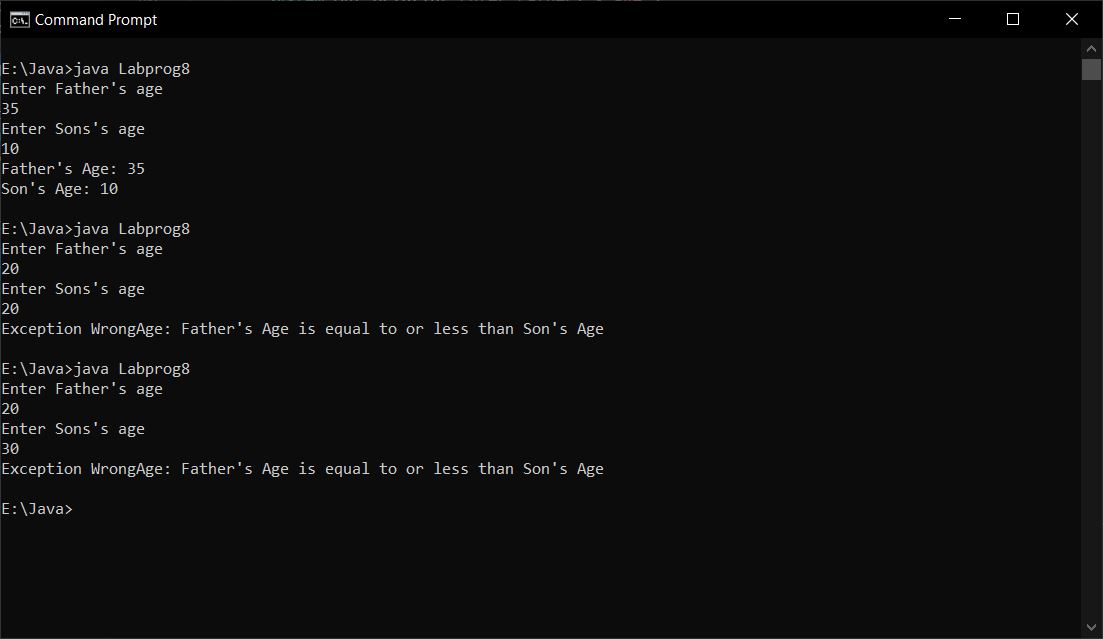 Command Prompt
E:\Java>java Labprog8
Enter Father's age
35
Enter Sons's age
10
Father's Age: 35
Son's Age: 10
E:\Java>java Labprog8
Enter Father's age
20
Enter Sons's age
20
Exception WrongAge: Father's Age is equal to or less than Son's Age
E:\Java>java Labprog8
Enter Father's age
20
Enter Sons's age
30
Exception WrongAge: Father's Age is equal to or less than Son's Age
E:\Java>